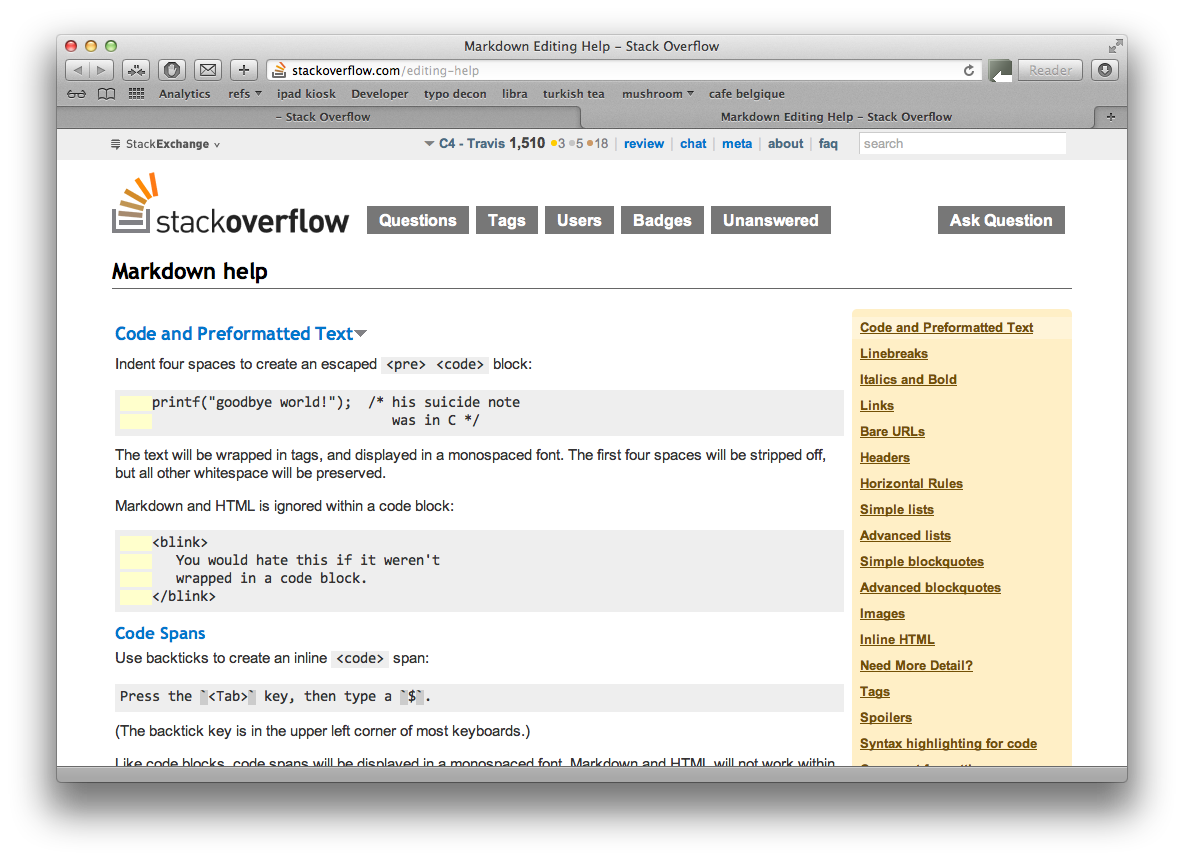 Markdown Editing Help – Stack Overflow
stackoverflow.com/editing-help
Reader
Analytics refs ipad kiosk Developer typo decon libra turkish tea mushroom cafe belgique
– Stack Overflow
Markdown Editing Help – Stack Overflow
StackExchange
C4 - Travis 1,510 3 5 18 | review | chat | meta | about | faq
search
stackoverflow
Questions Tags Users Badges Unanswered Ask Question
Markdown help
Code and Preformatted Text
Indent four spaces to create an escaped <pre> <code> block:
printf("goodbye world!");  /* his suicide note
                              was in C */
The text will be wrapped in tags, and displayed in a monospaced font. The first four spaces will be stripped off,
but all other whitespace will be preserved.
Markdown and HTML is ignored within a code block:
<blink>
   You would hate this if it weren't
   wrapped in a code block.
</blink>
Code Spans
Use backticks to create an inline <code> span:
Press the `<Tab>` key, then type a `$`.
(The backtick key is in the upper left corner of most keyboards.)
Like code blocks, code spans will be displayed in a monospaced font. Markdown and HTML will not work within
Code and Preformatted Text
Linebreaks
Italics and Bold
Links
Bare URLs
Headers
Horizontal Rules
Simple lists
Advanced lists
Simple blockquotes
Advanced blockquotes
Images
Inline HTML
Need More Detail?
Tags
Spoilers
Syntax highlighting for code